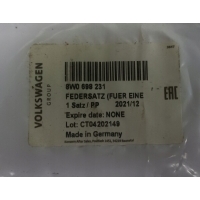 VOLKSWAGEN
GROUP
8W0 698 231
FEDERSATZ (FUER EINE
1 Satz / PP 2021/12
Expire date: NONE
Lot: CT04202149
Made in Germany
EAC